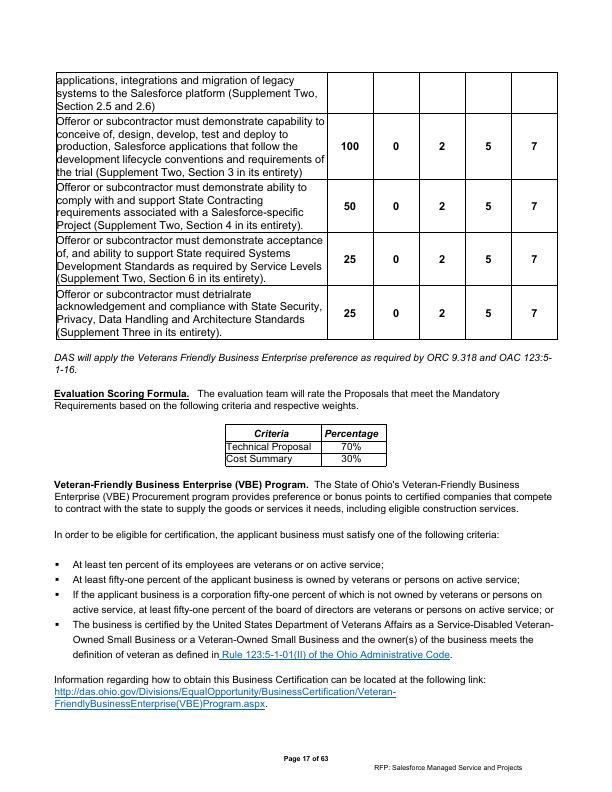 applications, integrations and migration of legacy
systems to the Salesforce platform (Supplement Two,
Section 2.5 and 2.6)
Offeror or subcontractor must demonstrate capability to
conceive of, design, develop, test and deploy to
production, Salesforce applications that follow the
development lifecycle conventions and requirements of
the trial (Supplement Two, Section 3 in its entirety)
100 0 2 5 7
Offeror or subcontractor must demonstrate ability to
comply with and support State Contracting
requirements associated with a Salesforce-specific
Project (Supplement Two, Section 4 in its entirety).
50 0 2 5 7
Offeror or subcontractor must demonstrate acceptance
of, and ability to support State required Systems
Development Standards as required by Service Levels
(Supplement Two, Section 6 in its entirety).
25 0 2 5 7
Offeror or subcontractor must detrialrate
acknowledgement and compliance with State Security,
Privacy, Data Handling and Architecture Standards
(Supplement Three in its entirety).
25 0 2 5 7
DAS will apply the Veterans Friendly Business Enterprise preference as required by ORC 9.318 and OAC 123:5-
1-16.
Evaluation Scoring Formula. The evaluation team will rate the Proposals that meet the Mandatory
Requirements based on the following criteria and respective weights.
Criteria Percentage
Technical Proposal 70%
Cost Summary 30%
Veteran-Friendly Business Enterprise (VBE) Program. The State of Ohio's Veteran-Friendly Business
Enterprise (VBE) Procurement program provides preference or bonus points to certified companies that compete
to contract with the state to supply the goods or services it needs, including eligible construction services.
In order to be eligible for certification, the applicant business must satisfy one of the following criteria:
▪ At least ten percent of its employees are veterans or on active service;
▪ At least fifty-one percent of the applicant business is owned by veterans or persons on active service;
▪ If the applicant business is a corporation fifty-one percent of which is not owned by veterans or persons on
active service, at least fifty-one percent of the board of directors are veterans or persons on active service; or
▪ The business is certified by the United States Department of Veterans Affairs as a Service-Disabled Veteran-
Owned Small Business or a Veteran-Owned Small Business and the owner(s) of the business meets the
definition of veteran as defined in Rule 123:5-1-01(II) of the Ohio Administrative Code.
Information regarding how to obtain this Business Certification can be located at the following link:
http://das.ohio.gov/Divisions/EqualOpportunity/BusinessCertification/Veteran-
FriendlyBusinessEnterprise(VBE)Program.aspx.
Page 17 of 63
RFP: Salesforce Managed Service and Projects